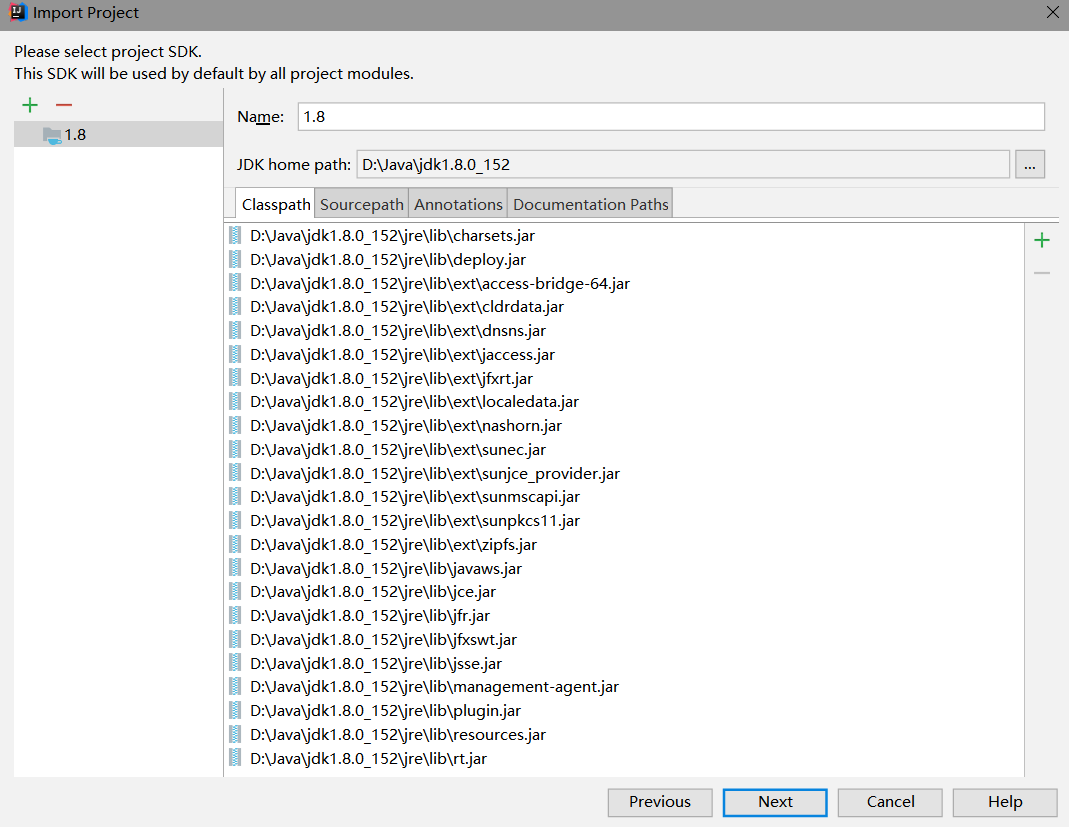 Import Project
Please select project SDK.
This SDK will be used by default by all project modules.
1.8
Name: 1.8
JDK home path: D:\Java\jdk1.8.0_152 ...
Classpath Sourcepath Annotations Documentation Paths
D:\Java\jdk1.8.0_152\jre\lib\charsets.jar
D:\Java\jdk1.8.0_152\jre\lib\deploy.jar
D:\Java\jdk1.8.0_152\jre\lib\ext\access-bridge-64.jar
D:\Java\jdk1.8.0_152\jre\lib\ext\cldrdata.jar
D:\Java\jdk1.8.0_152\jre\lib\ext\dnsns.jar
D:\Java\jdk1.8.0_152\jre\lib\ext\jaccess.jar
D:\Java\jdk1.8.0_152\jre\lib\ext\jfxrt.jar
D:\Java\jdk1.8.0_152\jre\lib\ext\localedata.jar
D:\Java\jdk1.8.0_152\jre\lib\ext\nashorn.jar
D:\Java\jdk1.8.0_152\jre\lib\ext\sunec.jar
D:\Java\jdk1.8.0_152\jre\lib\ext\sunjce_provider.jar
D:\Java\jdk1.8.0_152\jre\lib\ext\sunmscapi.jar
D:\Java\jdk1.8.0_152\jre\lib\ext\sunpkcs11.jar
D:\Java\jdk1.8.0_152\jre\lib\ext\zipfs.jar
D:\Java\jdk1.8.0_152\jre\lib\javaws.jar
D:\Java\jdk1.8.0_152\jre\lib\jce.jar
D:\Java\jdk1.8.0_152\jre\lib\jfr.jar
D:\Java\jdk1.8.0_152\jre\lib\jfxswt.jar
D:\Java\jdk1.8.0_152\jre\lib\jsse.jar
D:\Java\jdk1.8.0_152\jre\lib\management-agent.jar
D:\Java\jdk1.8.0_152\jre\lib\plugin.jar
D:\Java\jdk1.8.0_152\jre\lib\resources.jar
D:\Java\jdk1.8.0_152\jre\lib\rt.jar
Previous Next Cancel Help